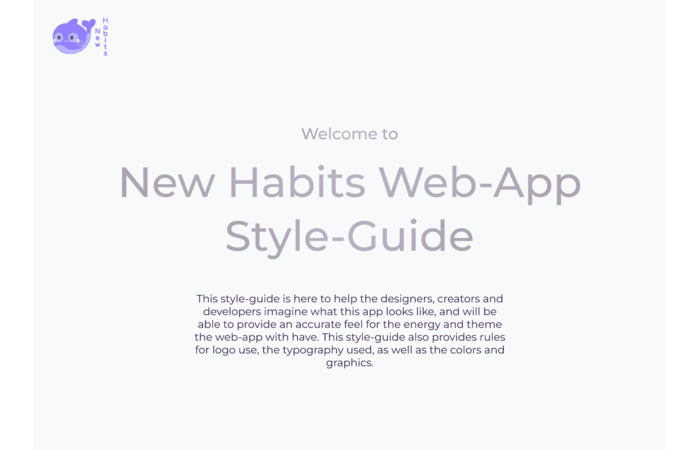 New
Habits
Welcome to
New Habits Web-App
Style-Guide
This style-guide is here to help the designers, creators and
developers imagine what this app looks like, and will be
able to provide an accurate feel for the energy and theme
the web-app with have. This style-guide also provides rules
for logo use, the typography used, as well as the colors and
graphics.